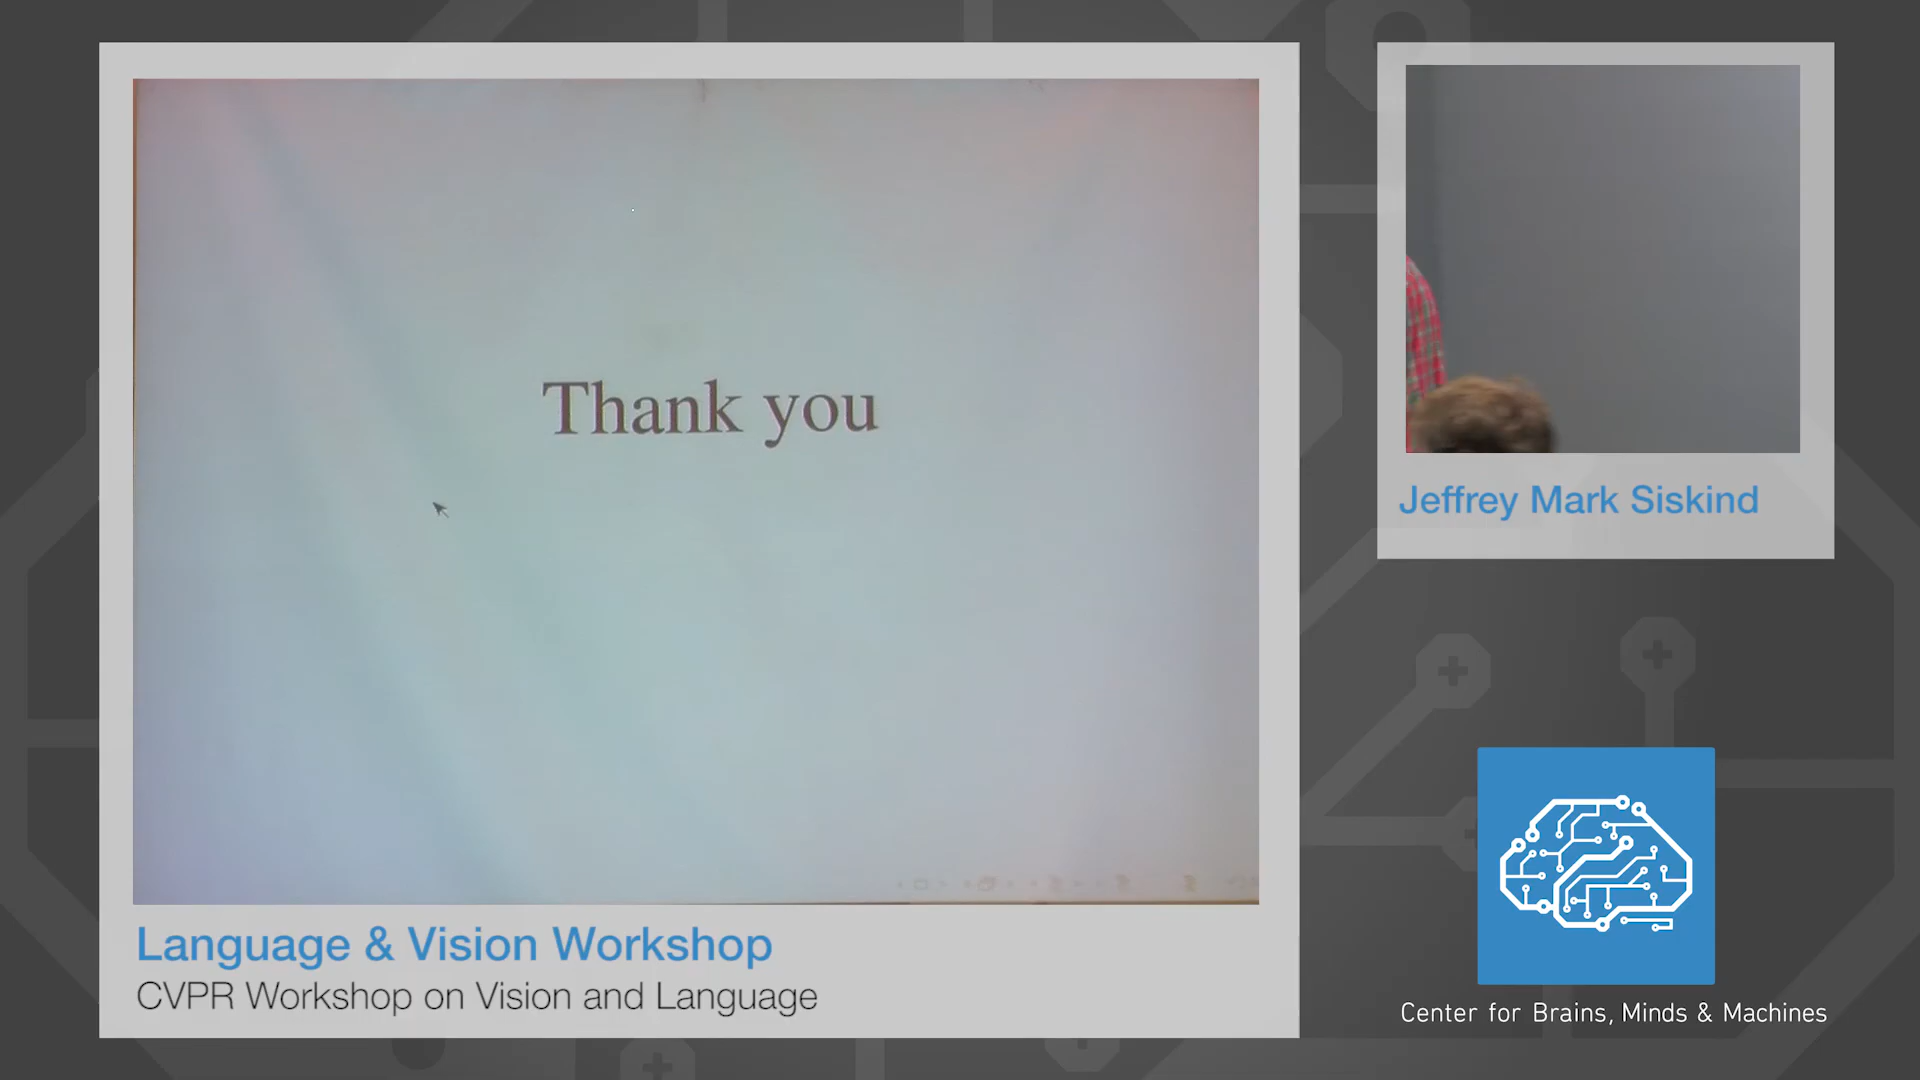 Thank you
Language & Vision Workshop
CVPR Workshop on Vision and Language
Jeffrey Mark Siskind
Center for Brains, Minds & Machines